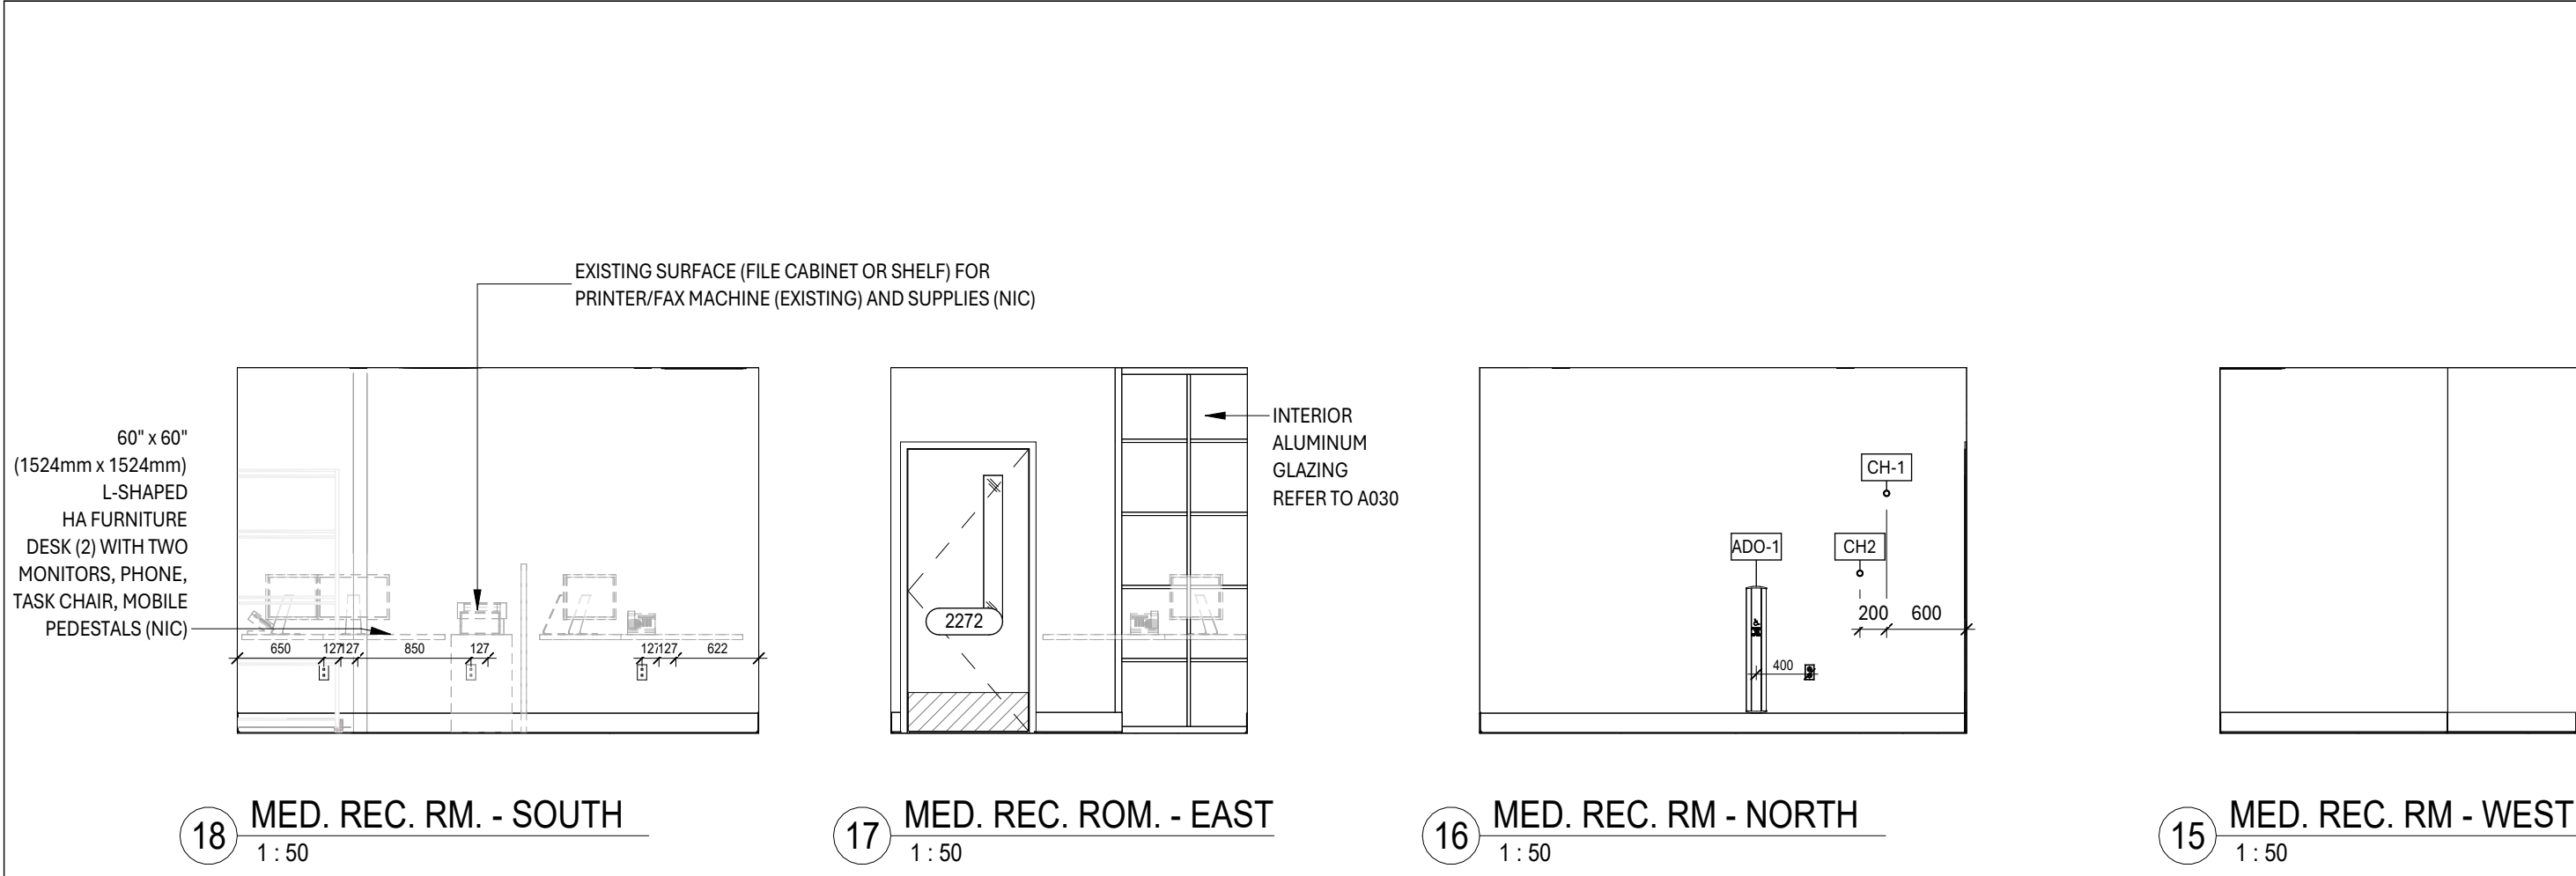 EXISTING SURFACE (FILE CABINET OR SHELF) FOR
PRINTER/FAX MACHINE (EXISTING) AND SUPPLIES (NIC)
60" x 60"
(1524mm x 1524mm)
L-SHAPED
HA FURNITURE
DESK (2) WITH TWO
MONITORS, PHONE,
TASK CHAIR, MOBILE
PEDESTALS (NIC)
650
127
127
850
127
127
127
622
18
MED. REC. RM. - SOUTH
1 : 50
INTERIOR
ALUMINUM
GLAZING
REFER TO A030
2272
17
MED. REC. ROM. - EAST
1 : 50
CH-1
ADO-1
CH2
200
600
400
16
MED. REC. RM - NORTH
1 : 50
15
MED. REC. RM - WEST
1 : 50